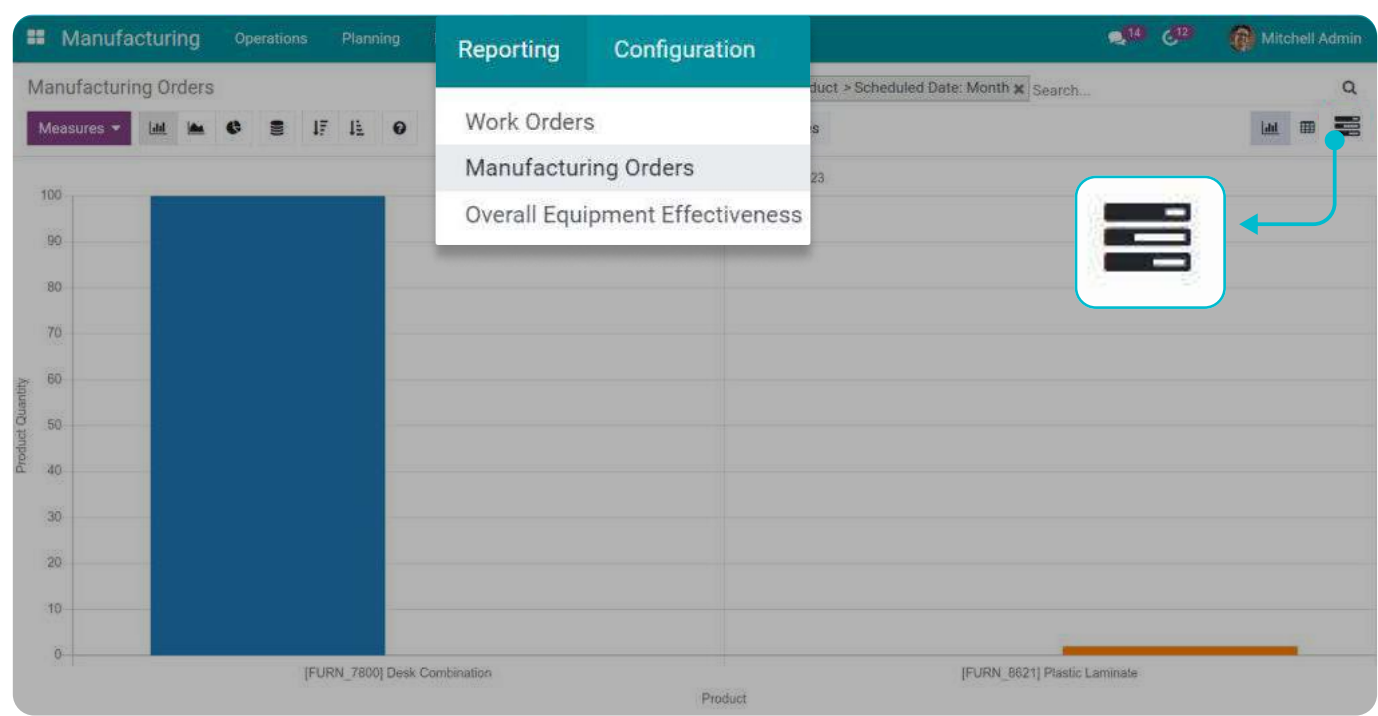 Manufacturing Operations Planning Reporting Configuration 14 12 Mitchell Admin
Manufacturing Orders
duct > Scheduled Date: Month × Search...
Measures
Work Orders
Manufacturing Orders
Overall Equipment Effectiveness
s
23
100
90
80
70
60
50
40
30
20
10
0
Product Quantity
[FURN_7800] Desk Combination
[FURN_8621] Plastic Laminate
Product